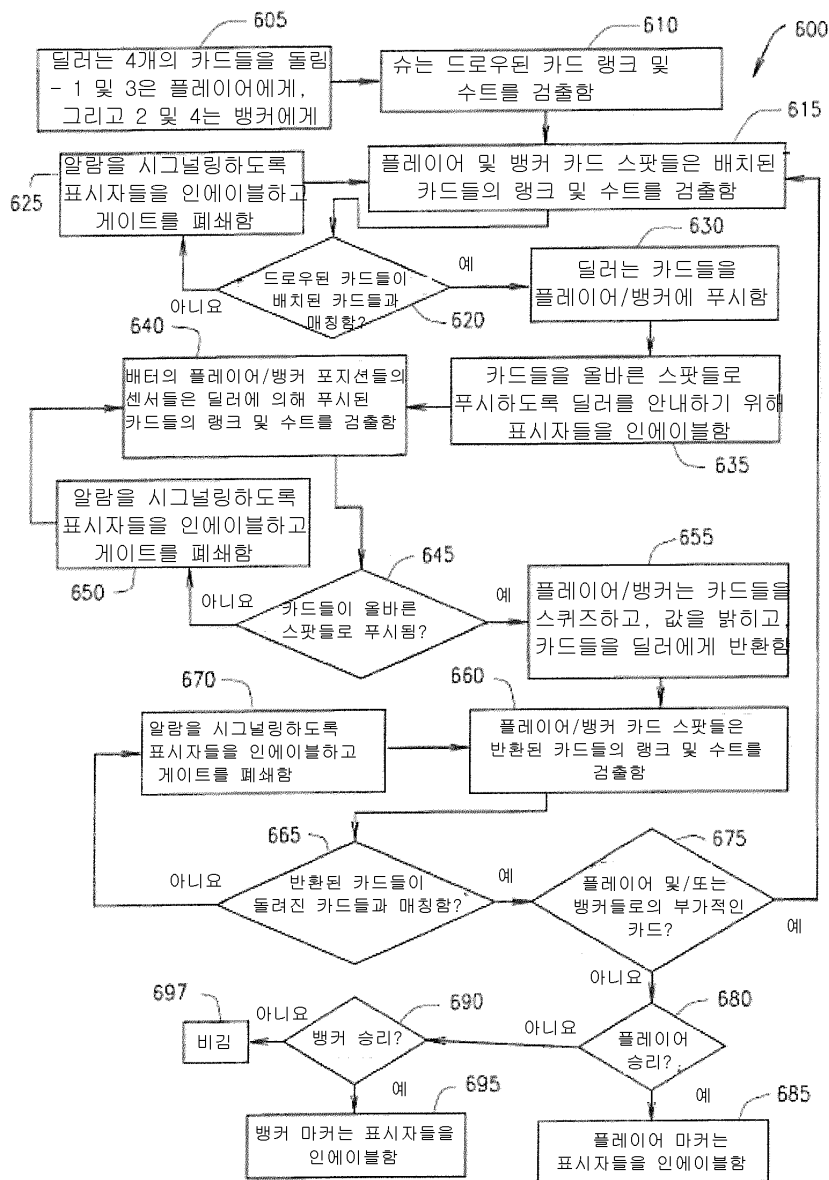 605
딜러는 4개의 카드들을 돌림
- 1 및 3은 플레이어에게,
그리고 2 및 4는 뱅커에게
610
600
슈는 드로우된 카드 랭크 및
수트를 검출함
615
플레이어 및 뱅커 카드 스팟들은 배치된
카드들의 랭크 및 수트를 검출함
알람을 시그널링하도록
표시자들을 인에이블하고
게이트를 폐쇄함
625
드로우된 카드들이
배치된 카드들과
매칭함?
아니요
예
620
630
딜러는 카드들을
플레이어/뱅커에 푸시함
640
배터의 플레이어/뱅커 포지션들의
센서들은 딜러에 의해 푸시된
카드들의 랭크 및 수트를 검출함
카드들을 올바른 스팟들로
푸시하도록 딜러를 안내하기 위해
표시자들을 인에이블함
635
알람을 시그널링하도록
표시자들을 인에이블하고
게이트를 폐쇄함
650
아니요
645
카드들이 올바른
스팟들로 푸시됨?
예
655
플레이어/뱅커는 카드들을
스퀴즈하고, 값을 밝히고,
카드들을 딜러에게 반환함
670
알람을 시그널링하도록
표시자들을 인에이블하고
게이트를 폐쇄함
660
플레이어/뱅커 카드 스팟들은
반환된 카드들의 랭크 및 수트를
검출함
665
아니요
반환된 카드들이
돌려진 카드들과 매칭함?
예
675
플레이어 및/또는
뱅커들로의 부가적인
카드?
예
아니요
697
비김
아니요
690
뱅커 승리?
아니요
680
플레이어
승리?
예
695
뱅커 마커는 표시자들을
인에이블함
예
685
플레이어 마커는
표시자들을 인에이블함